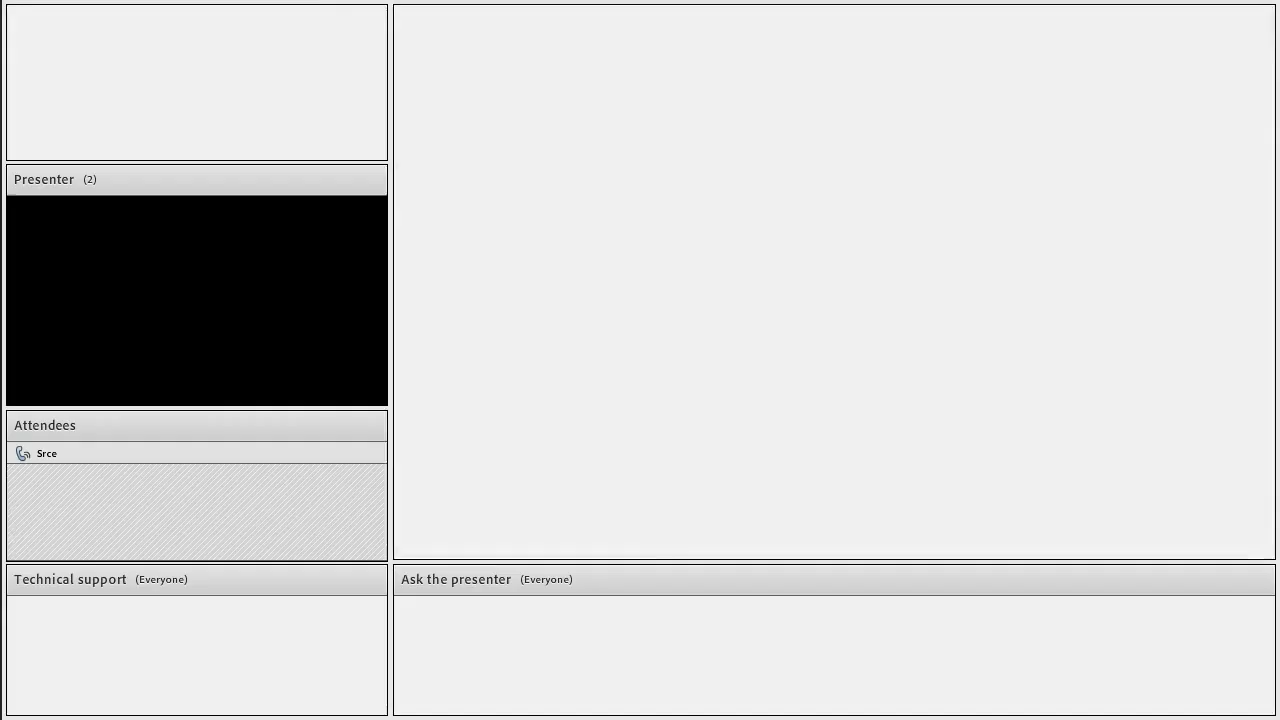 Presenter (2)
Attendees
Srce
Technical support (Everyone)
Ask the presenter (Everyone)